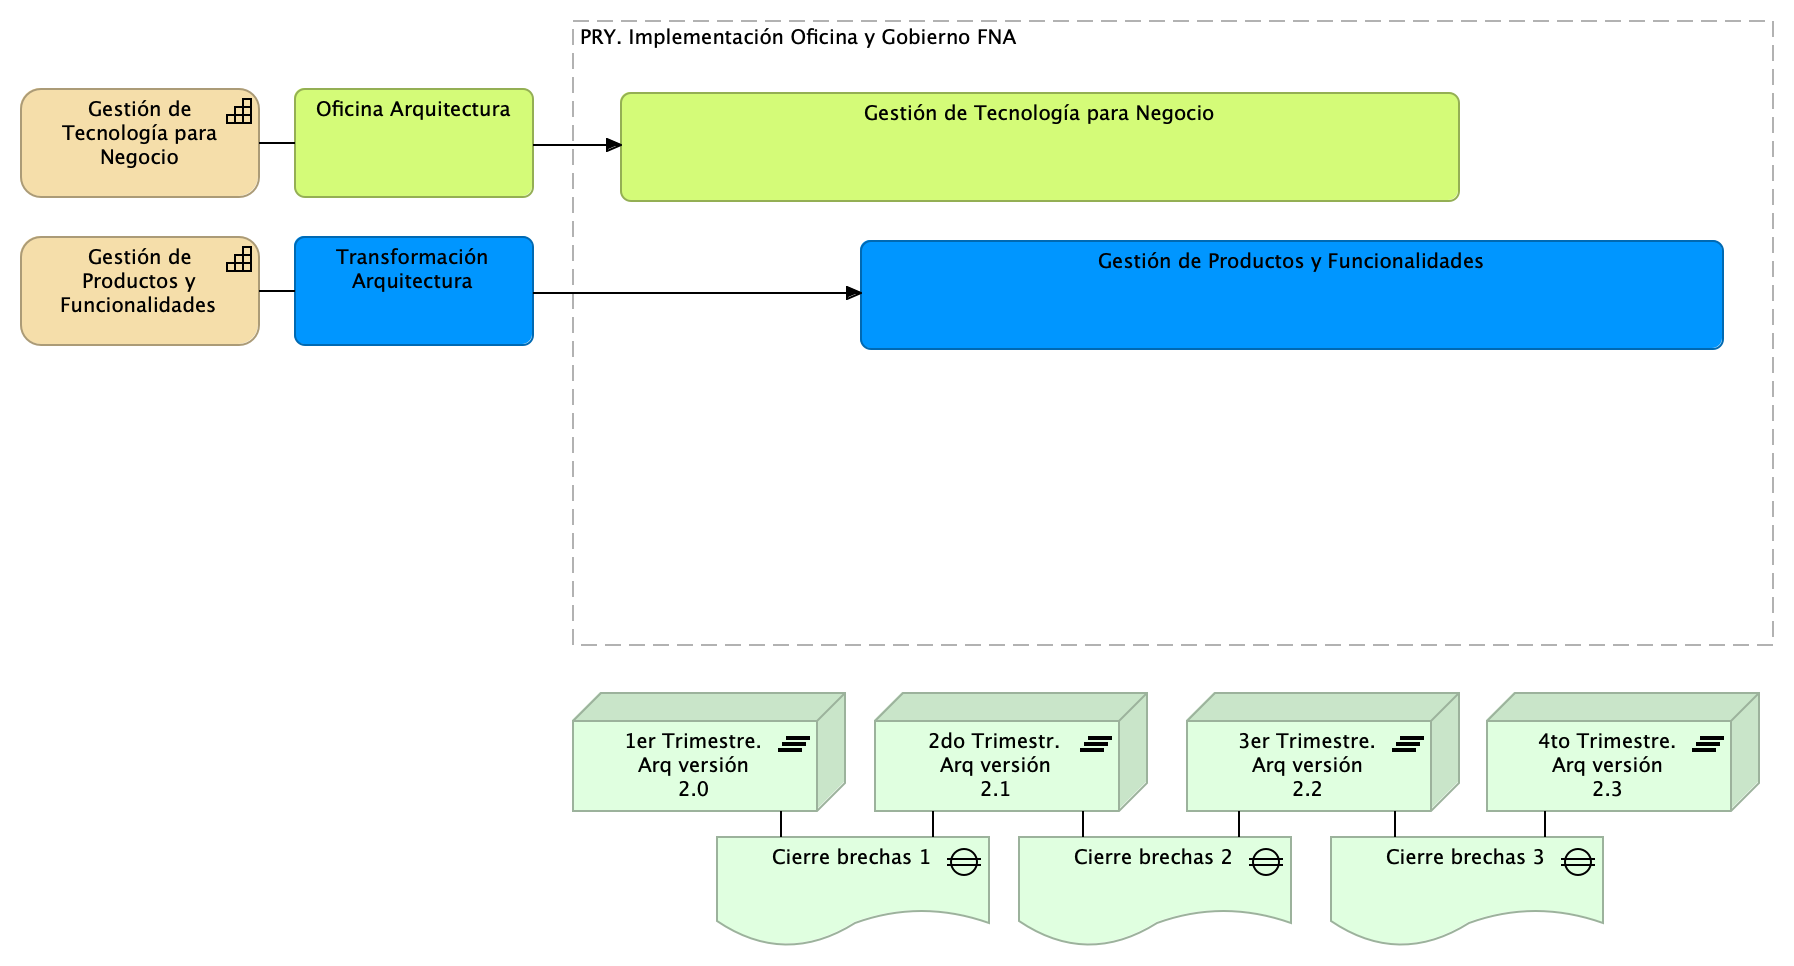 PRY. Implementación Oficina y Gobierno FNA
Gestión de
Tecnología para
Negocio
Oficina Arquitectura
Gestión de Tecnología para Negocio
Gestión de
Productos y
Funcionalidades
Transformación
Arquitectura
Gestión de Productos y Funcionalidades
1er Trimestre.
Arq versión
2.0
2do Trimestr.
Arq versión
2.1
3er Trimestre.
Arq versión
2.2
4to Trimestre.
Arq versión
2.3
Cierre brechas 1
Cierre brechas 2
Cierre brechas 3